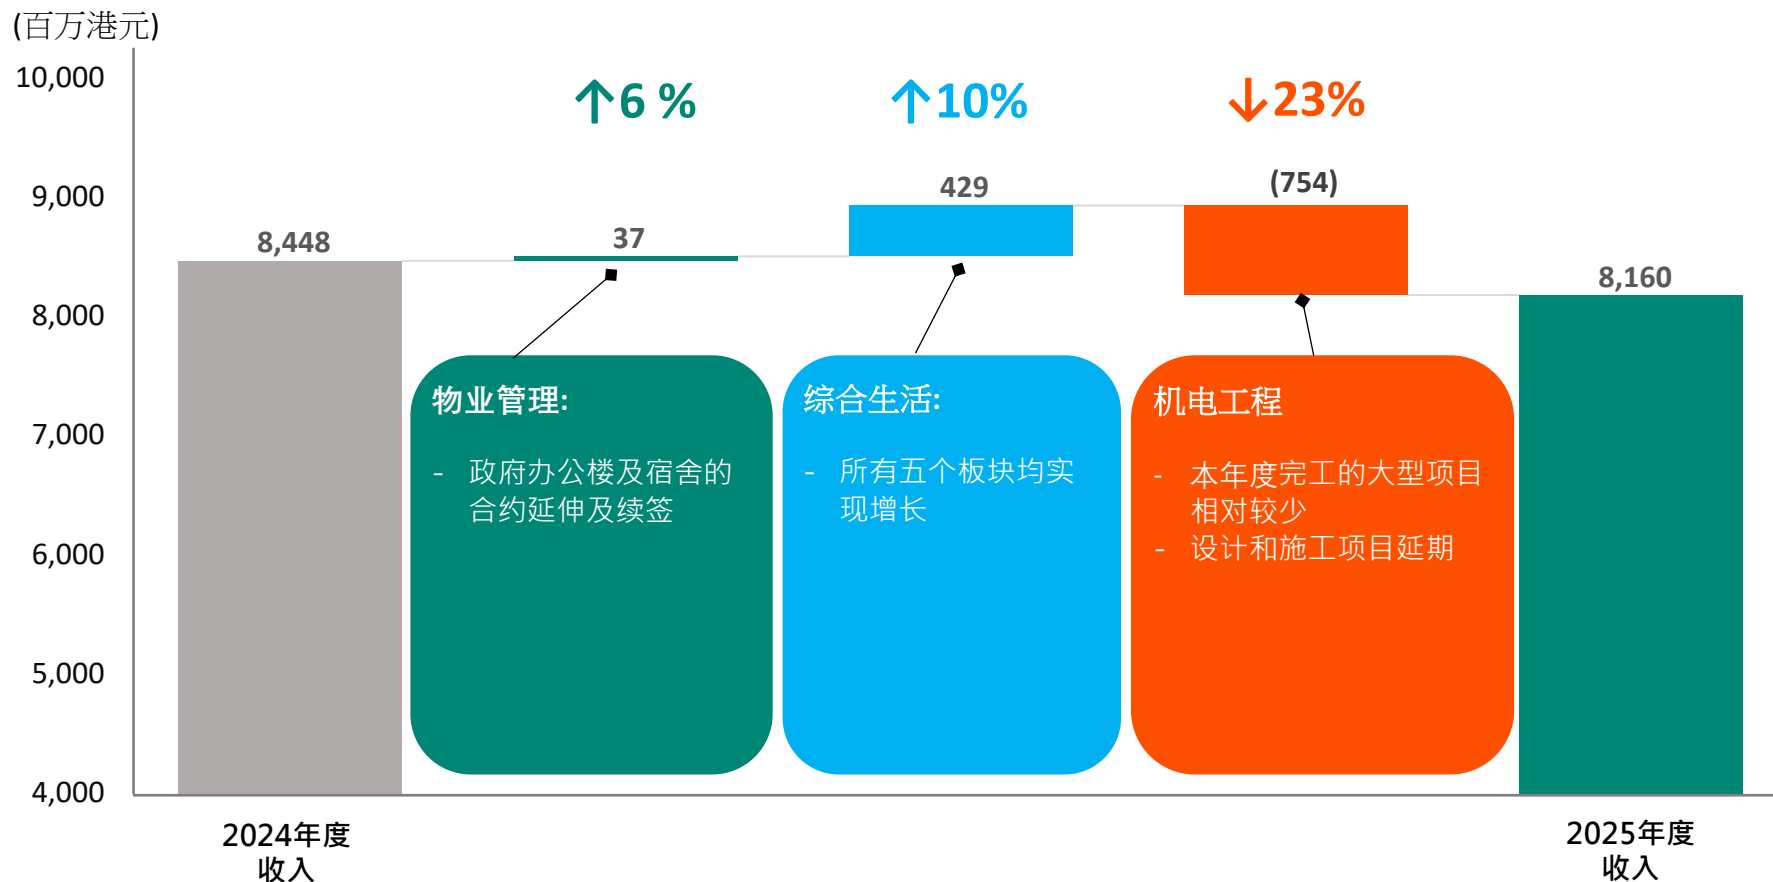 (百万港元)
10,000
9,000
8,000
7,000
6,000
5,000
4,000
↑6 %
↑10%
↓23%
8,448
37
429
(754)
8,160
物业管理:
- 政府办公楼及宿舍的
合约延伸及续签
综合生活:
- 所有五个板块均实
现增长
机电工程
- 本年度完工的大型项目
相对较少
- 设计和施工项目延期
2024年度
收入
2025年度
收入